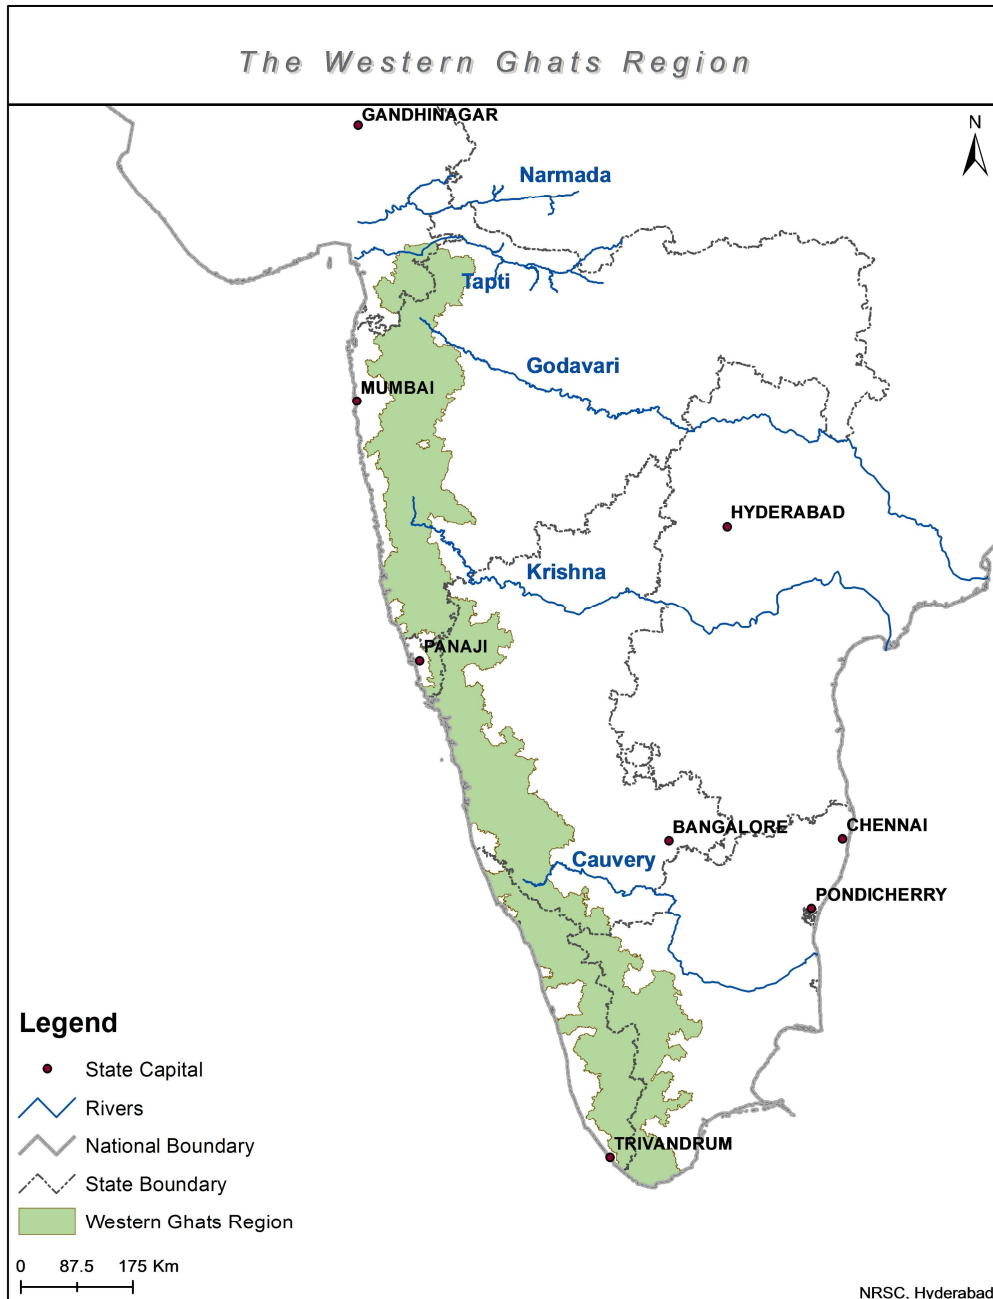 The Western Ghats Region
GANDHINAGAR
N
Narmada
Tapti
Godavari
MUMBAI
HYDERABAD
Krishna
PANAJI
BANGALORE
CHENNAI
Cauvery
PONDICHERRY
Legend
State Capital
Rivers
National Boundary
State Boundary
TRIVANDRUM
Western Ghats Region
0 87.5 175 Km
NRSC, Hyderabad